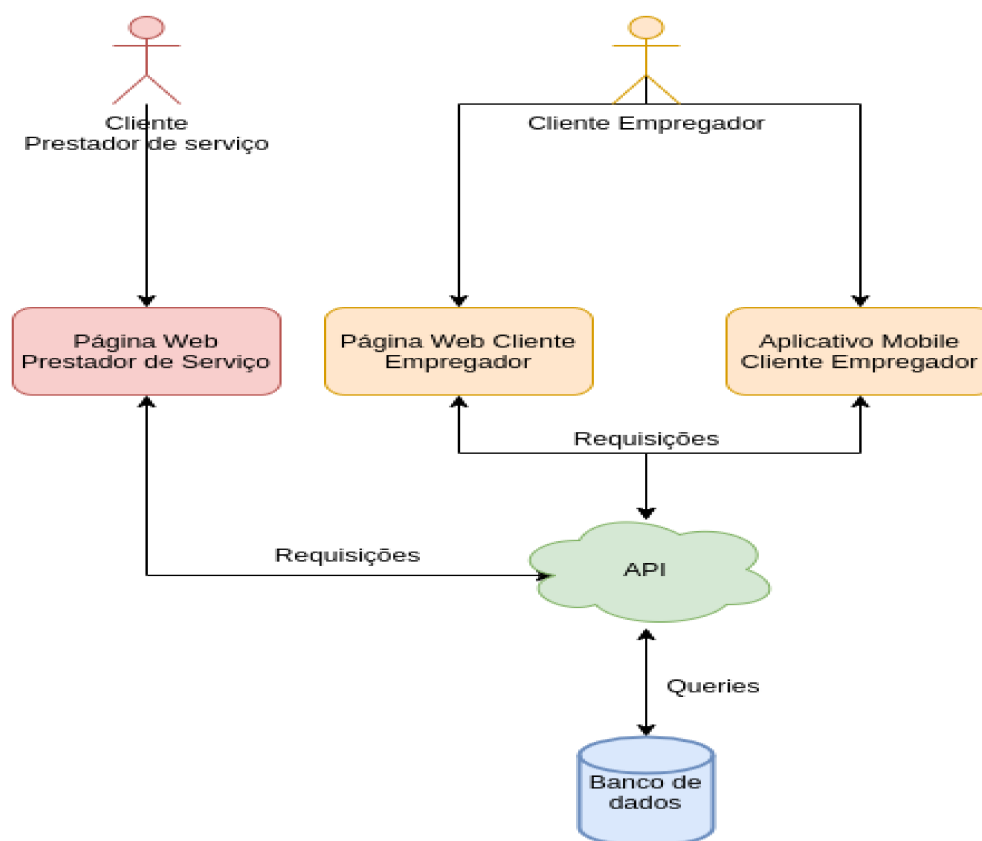 Cliente
Prestador de serviço
Cliente Empregador
Página Web
Prestador de Serviço
Página Web Cliente
Empregador
Aplicativo Mobile
Cliente Empregador
Requisições
Requisições
API
Queries
Banco de
dados